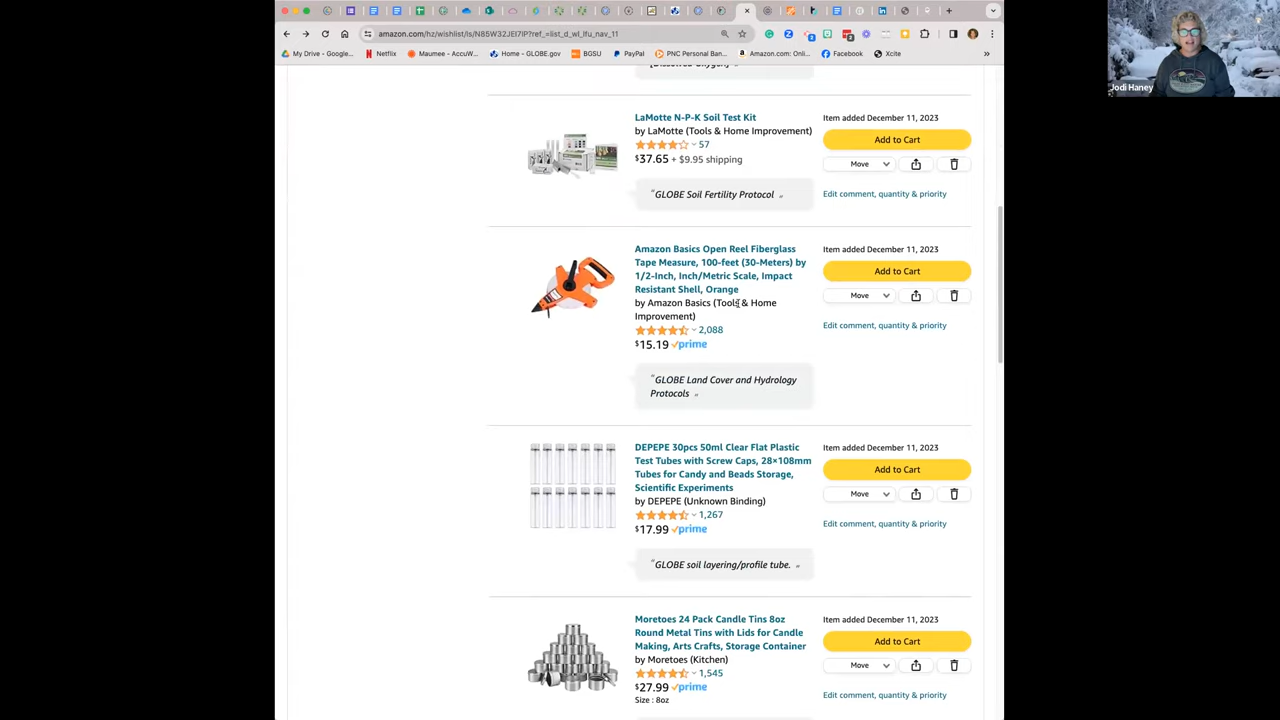 amazon.com/hz/wishlist/ls/N85W32JEI7IP?ref_=list_d_wl_lfu_nav_11
My Drive - Google...
Netflix
Maumee - AccuW...
Home - GLOBE.gov
BGSU
PayPal
PNC Personal Ban...
Amazon.com: Onli...
Facebook
Xcite
»
Jodi Haney
[Dissolved Oxygen] "
LaMotte N-P-K Soil Test Kit
by LaMotte (Tools & Home Improvement)
57
$37.65 + $9.95 shipping
"GLOBE Soil Fertility Protocol "
Item added December 11, 2023
Add to Cart
Move
Edit comment, quantity & priority
Amazon Basics Open Reel Fiberglass
Tape Measure, 100-feet (30-Meters) by
1/2-Inch, Inch/Metric Scale, Impact
Resistant Shell, Orange
by Amazon Basics (Tools & Home
Improvement)
2,088
$15.19 prime
"GLOBE Land Cover and Hydrology
Protocols "
Item added December 11, 2023
Add to Cart
Move
Edit comment, quantity & priority
DEPEPE 30pcs 50ml Clear Flat Plastic
Test Tubes with Screw Caps, 28×108mm
Tubes for Candy and Beads Storage,
Scientific Experiments
by DEPEPE (Unknown Binding)
1,267
$17.99 prime
"GLOBE soil layering/profile tube. "
Item added December 11, 2023
Add to Cart
Move
Edit comment, quantity & priority
Moretoes 24 Pack Candle Tins 8oz
Round Metal Tins with Lids for Candle
Making, Arts Crafts, Storage Container
by Moretoes (Kitchen)
1,545
$27.99 prime
Size : 8oz
Item added December 11, 2023
Add to Cart
Move
Edit comment, quantity & priority